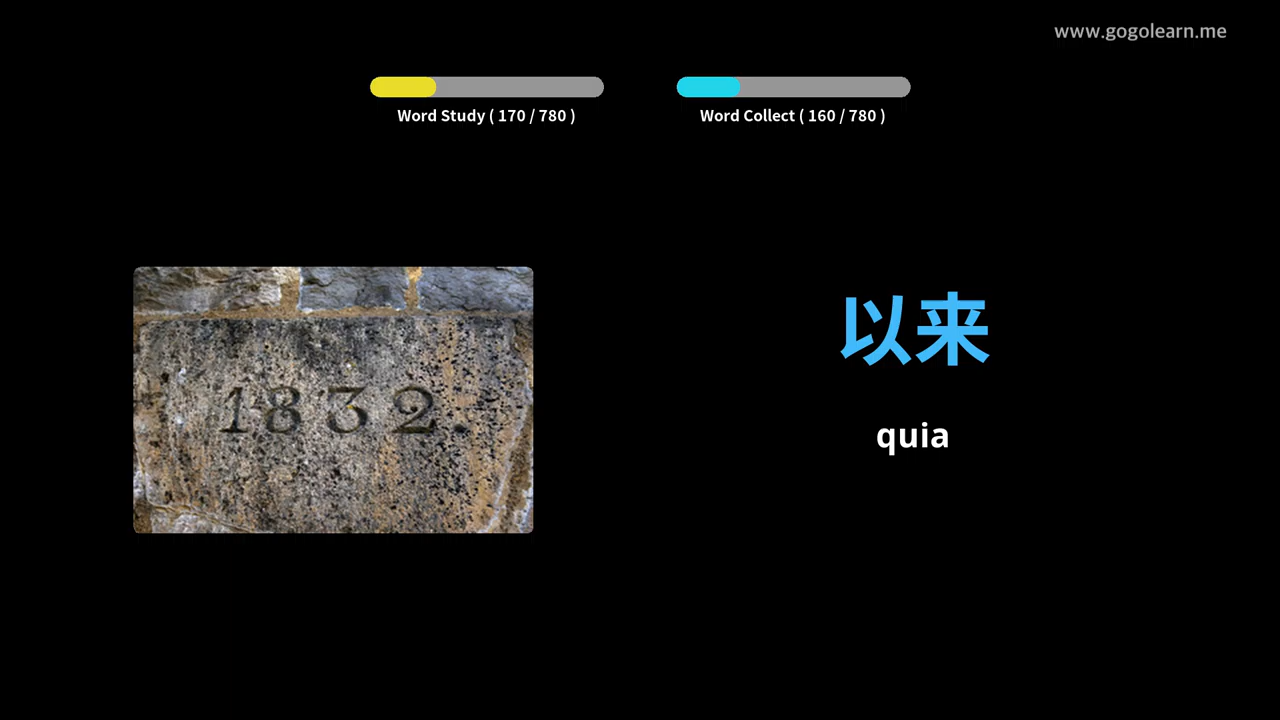 www.gogolearn.me
Word Study ( 170 / 780 )
Word Collect ( 160 / 780 )
1832.
以来
quia